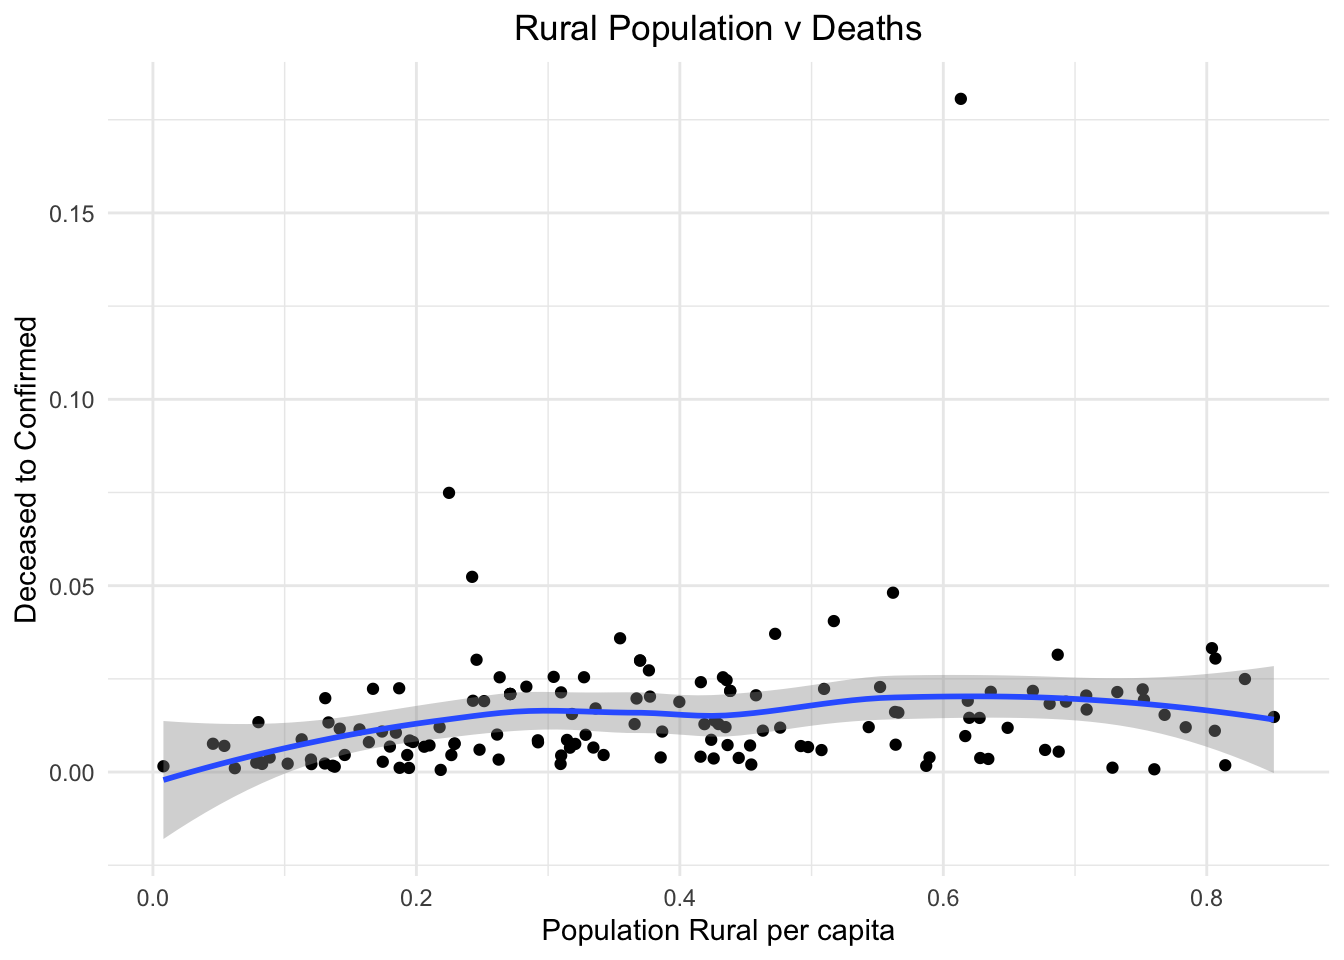 Rural Population v Deaths
Deceased to Confirmed
0.15
0.10
0.05
0.00
0.0 0.2 0.4 0.6 0.8
Population Rural per capita